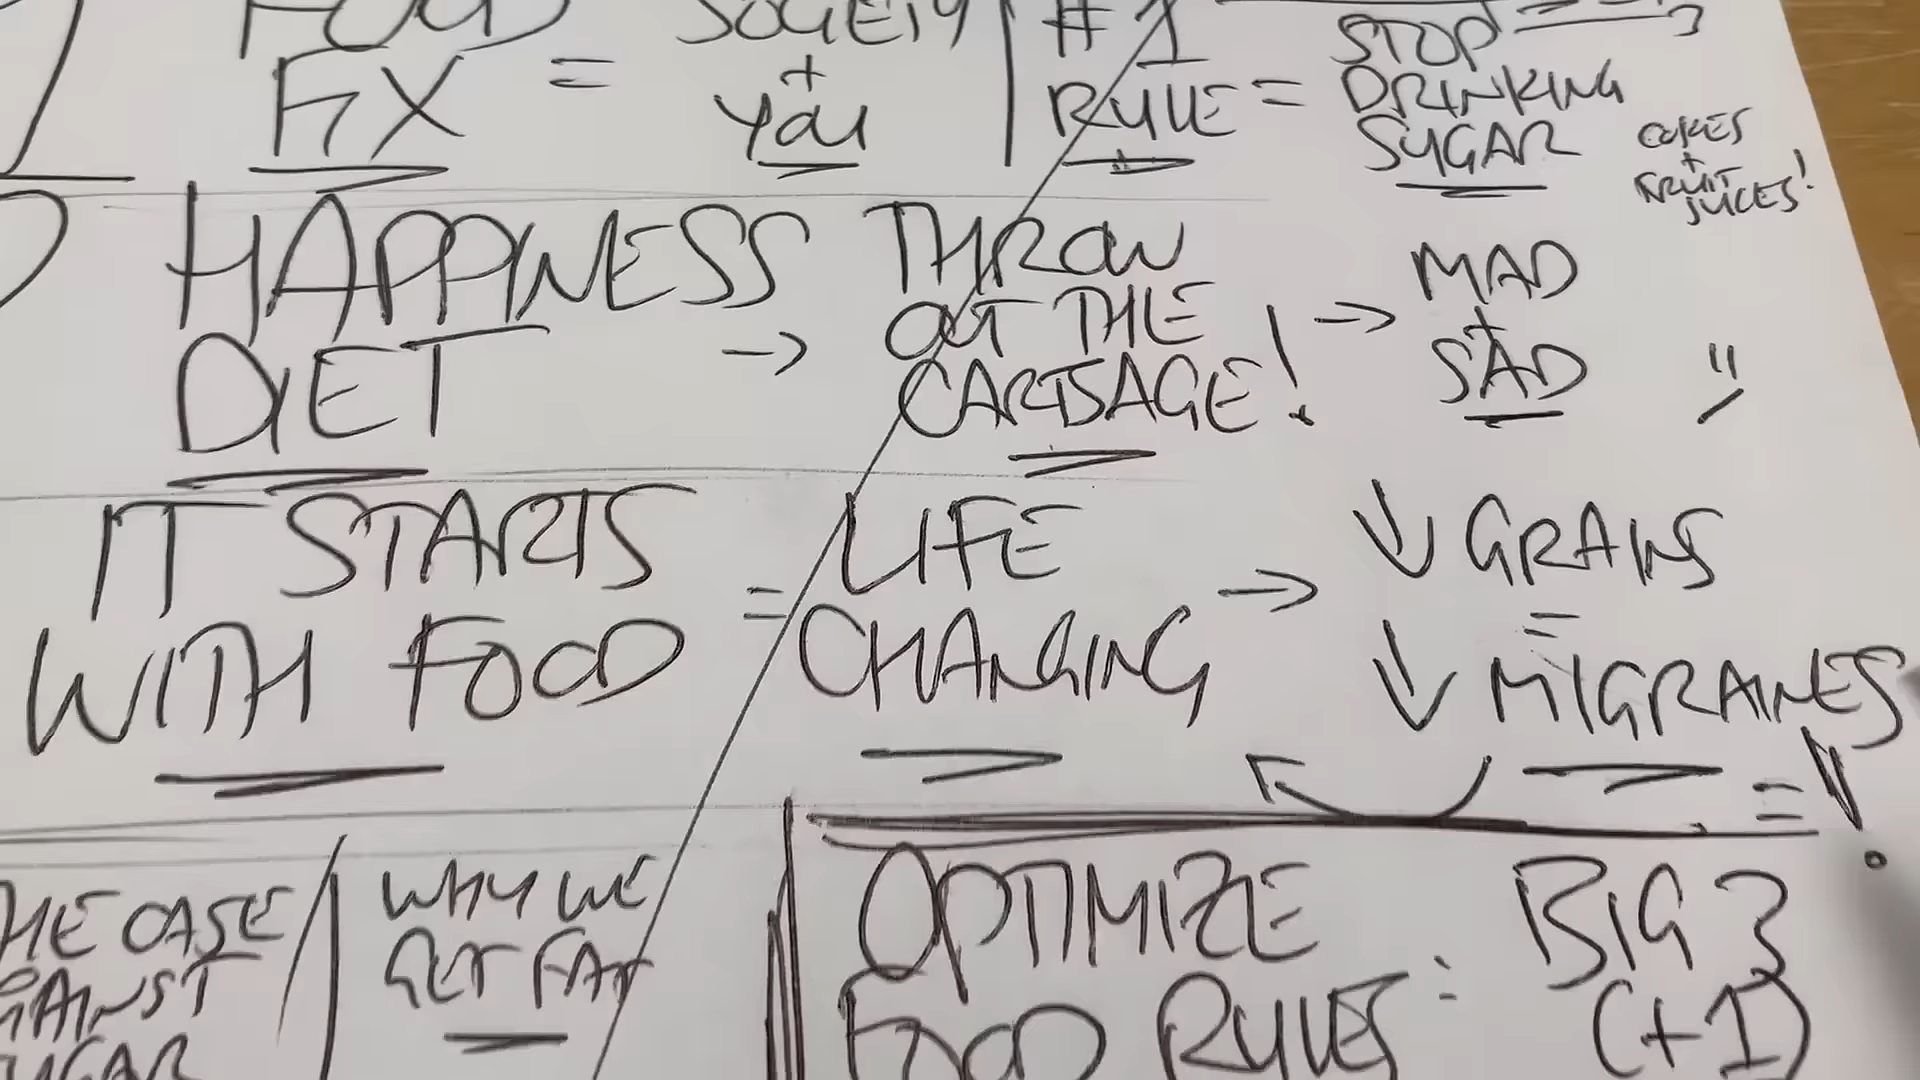 FOOD
FIX
=
SOCIETY
+
YOU
#1
RULE =
STOP
DRINKING
SUGAR
COKES
+
FRUIT
JUICES!
HAPPINESS
DIET
→
THROW
OUT THE
GARBAGE!
→
MAD
+
SAD
IT STARTS
WITH FOOD
=
LIFE
CHANGING
→
↓ GRAINS
=
↓ MIGRAINES
= !
THE CASE
AGAINST
SUGAR
WHY WE
GET FAT
OPTIMIZE
FOOD RULES :
BIG 3
(+1)